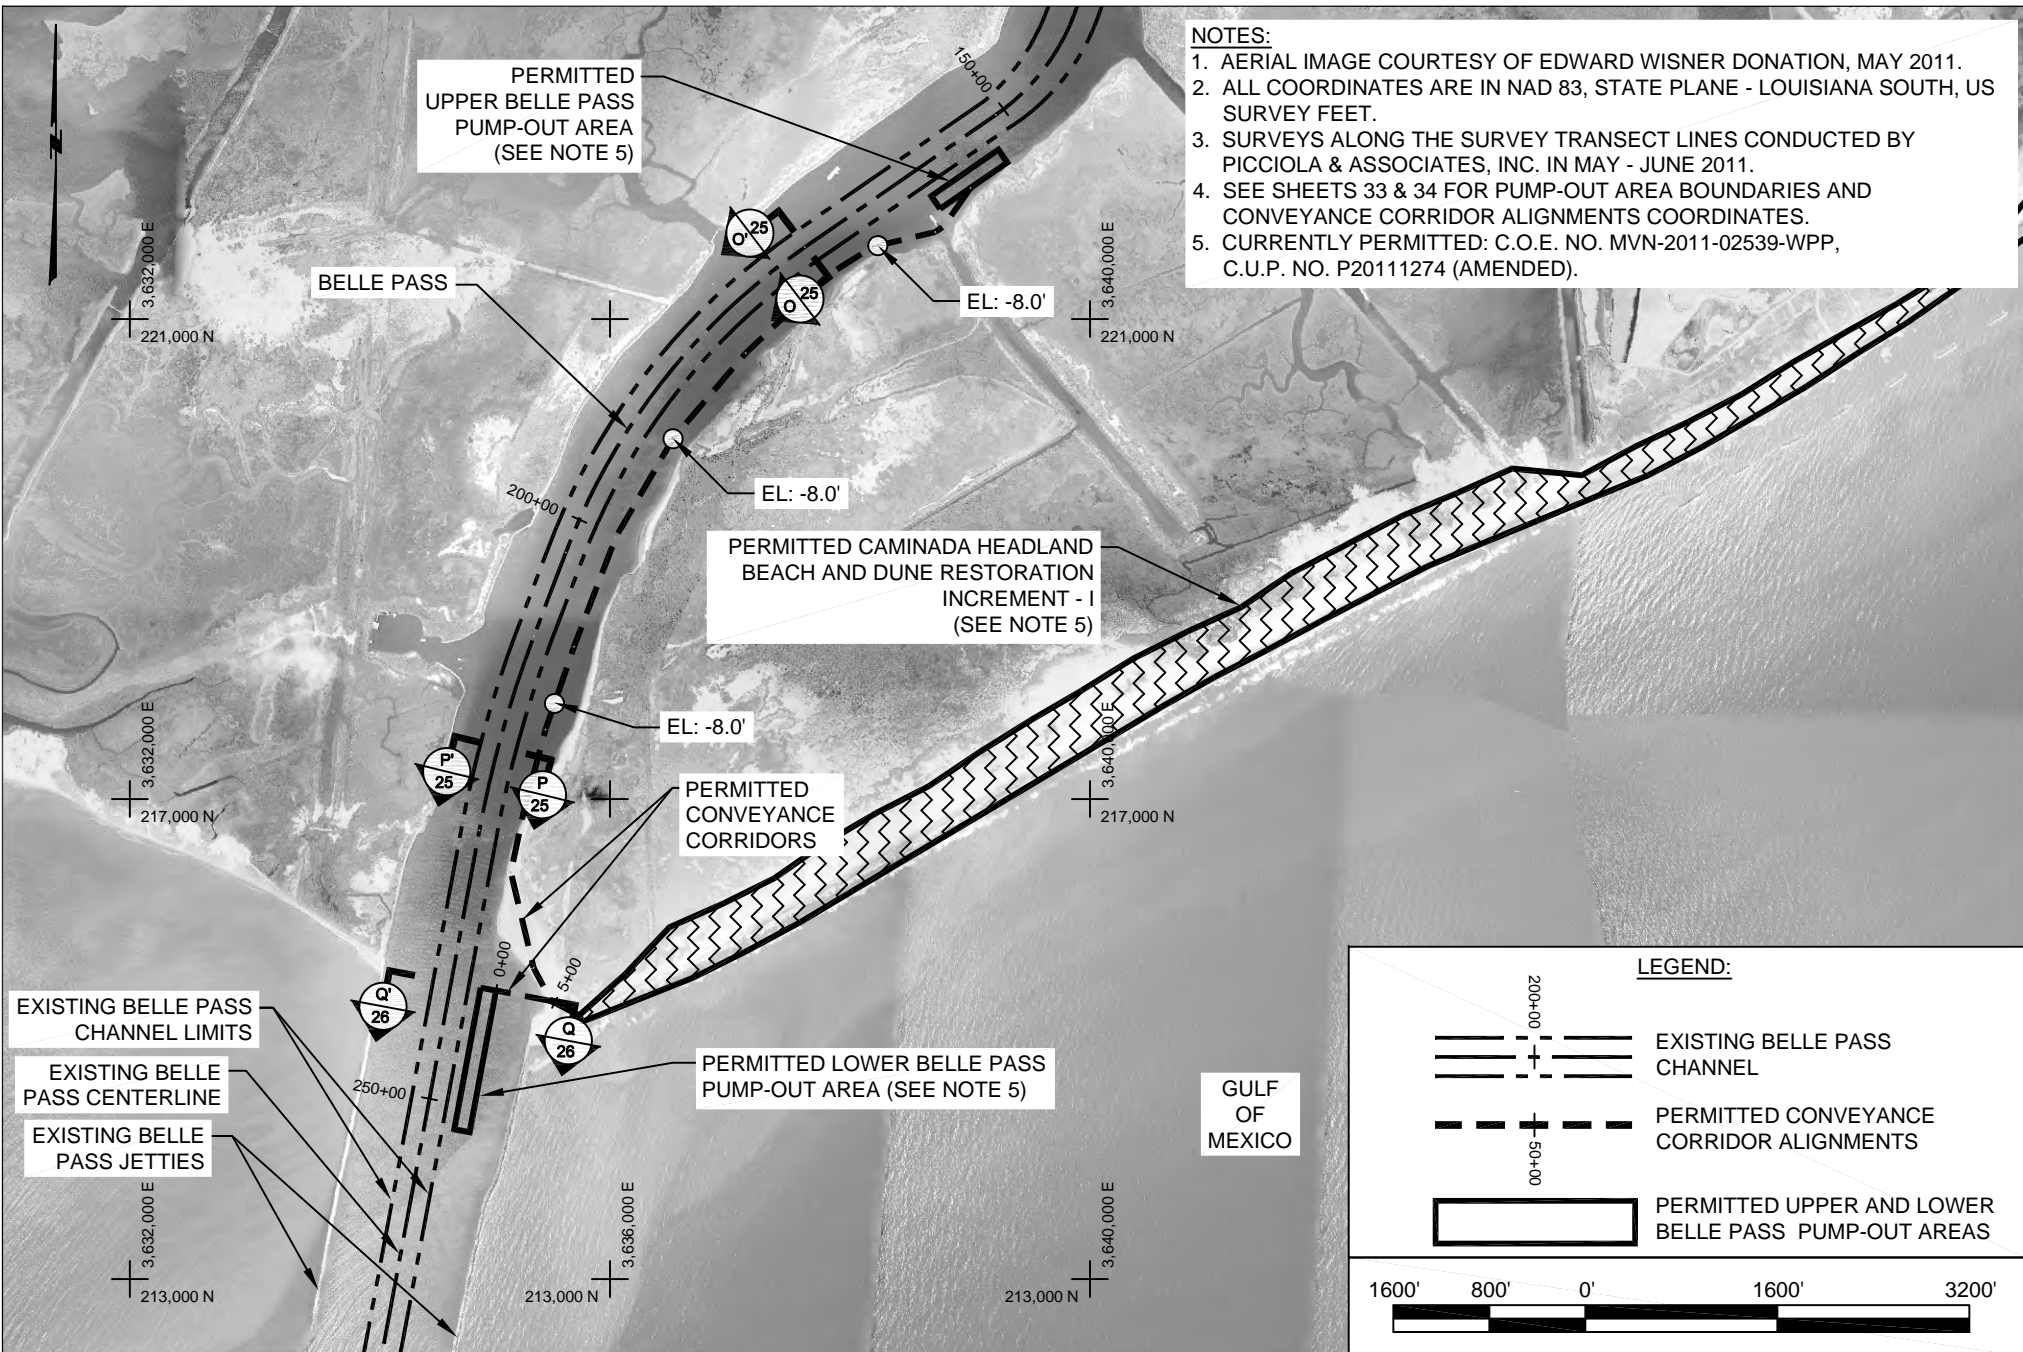 NOTES:
1. AERIAL IMAGE COURTESY OF EDWARD WISNER DONATION, MAY 2011.
2. ALL COORDINATES ARE IN NAD 83, STATE PLANE - LOUISIANA SOUTH, US
SURVEY FEET.
3. SURVEYS ALONG THE SURVEY TRANSECT LINES CONDUCTED BY
PICCIOLA & ASSOCIATES, INC. IN MAY - JUNE 2011.
4. SEE SHEETS 33 & 34 FOR PUMP-OUT AREA BOUNDARIES AND
CONVEYANCE CORRIDOR ALIGNMENTS COORDINATES.
5. CURRENTLY PERMITTED: C.O.E. NO. MVN-2011-02539-WPP,
C.U.P. NO. P20111274 (AMENDED).
N
PERMITTED
UPPER BELLE PASS
PUMP-OUT AREA
(SEE NOTE 5)
150+00
O' 25
O 25
BELLE PASS
EL: -8.0'
3,632,000 E
221,000 N
3,640,000 E
221,000 N
EL: -8.0'
200+00
PERMITTED CAMINADA HEADLAND
BEACH AND DUNE RESTORATION
INCREMENT - I
(SEE NOTE 5)
EL: -8.0'
3,632,000 E
217,000 N
P'
25
P
25
PERMITTED
CONVEYANCE
CORRIDORS
3,640,000 E
217,000 N
0+00
5+00
Q'
26
Q
26
EXISTING BELLE PASS
CHANNEL LIMITS
EXISTING BELLE
PASS CENTERLINE
EXISTING BELLE
PASS JETTIES
250+00
PERMITTED LOWER BELLE PASS
PUMP-OUT AREA (SEE NOTE 5)
GULF
OF
MEXICO
3,632,000 E
213,000 N
3,636,000 E
213,000 N
3,640,000 E
213,000 N
LEGEND:
200+00
EXISTING BELLE PASS
CHANNEL
50+00
PERMITTED CONVEYANCE
CORRIDOR ALIGNMENTS
PERMITTED UPPER AND LOWER
BELLE PASS PUMP-OUT AREAS
1600' 800' 0' 1600' 3200'